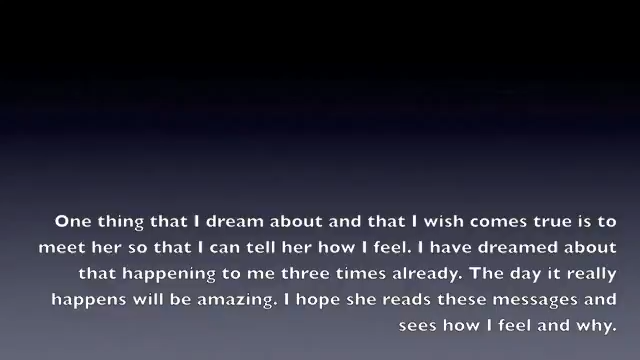 One thing that I dream about and that I wish comes true is to
meet her so that I can tell her how I feel. I have dreamed about
that happening to me three times already. The day it really
happens will be amazing. I hope she reads these messages and
sees how I feel and why.